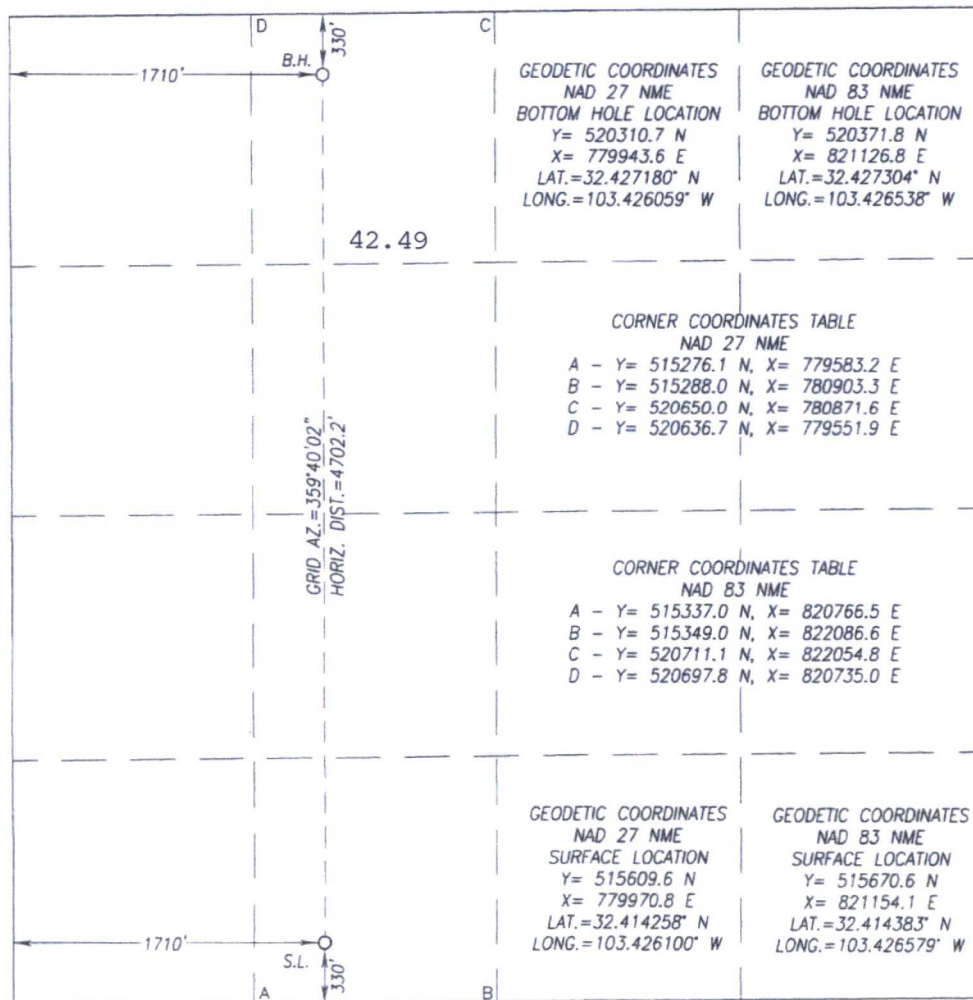 D
C
330'
B.H.
1710'
GEODETIC COORDINATES
NAD 27 NME
BOTTOM HOLE LOCATION
Y= 520310.7 N
X= 779943.6 E
LAT.=32.427180° N
LONG.=103.426059° W
GEODETIC COORDINATES
NAD 83 NME
BOTTOM HOLE LOCATION
Y= 520371.8 N
X= 821126.8 E
LAT.=32.427304° N
LONG.=103.426538° W
42.49
CORNER COORDINATES TABLE
NAD 27 NME
A - Y= 515276.1 N, X= 779583.2 E
B - Y= 515288.0 N, X= 780903.3 E
C - Y= 520650.0 N, X= 780871.6 E
D - Y= 520636.7 N, X= 779551.9 E
GRID AZ.=359°40'02"
HORIZ. DIST.=4702.2'
CORNER COORDINATES TABLE
NAD 83 NME
A - Y= 515337.0 N, X= 820766.5 E
B - Y= 515349.0 N, X= 822086.6 E
C - Y= 520711.1 N, X= 822054.8 E
D - Y= 520697.8 N, X= 820735.0 E
GEODETIC COORDINATES
NAD 27 NME
SURFACE LOCATION
Y= 515609.6 N
X= 779970.8 E
LAT.=32.414258° N
LONG.=103.426100° W
GEODETIC COORDINATES
NAD 83 NME
SURFACE LOCATION
Y= 515670.6 N
X= 821154.1 E
LAT.=32.414383° N
LONG.=103.426579° W
1710'
S.L.
330'
A
B